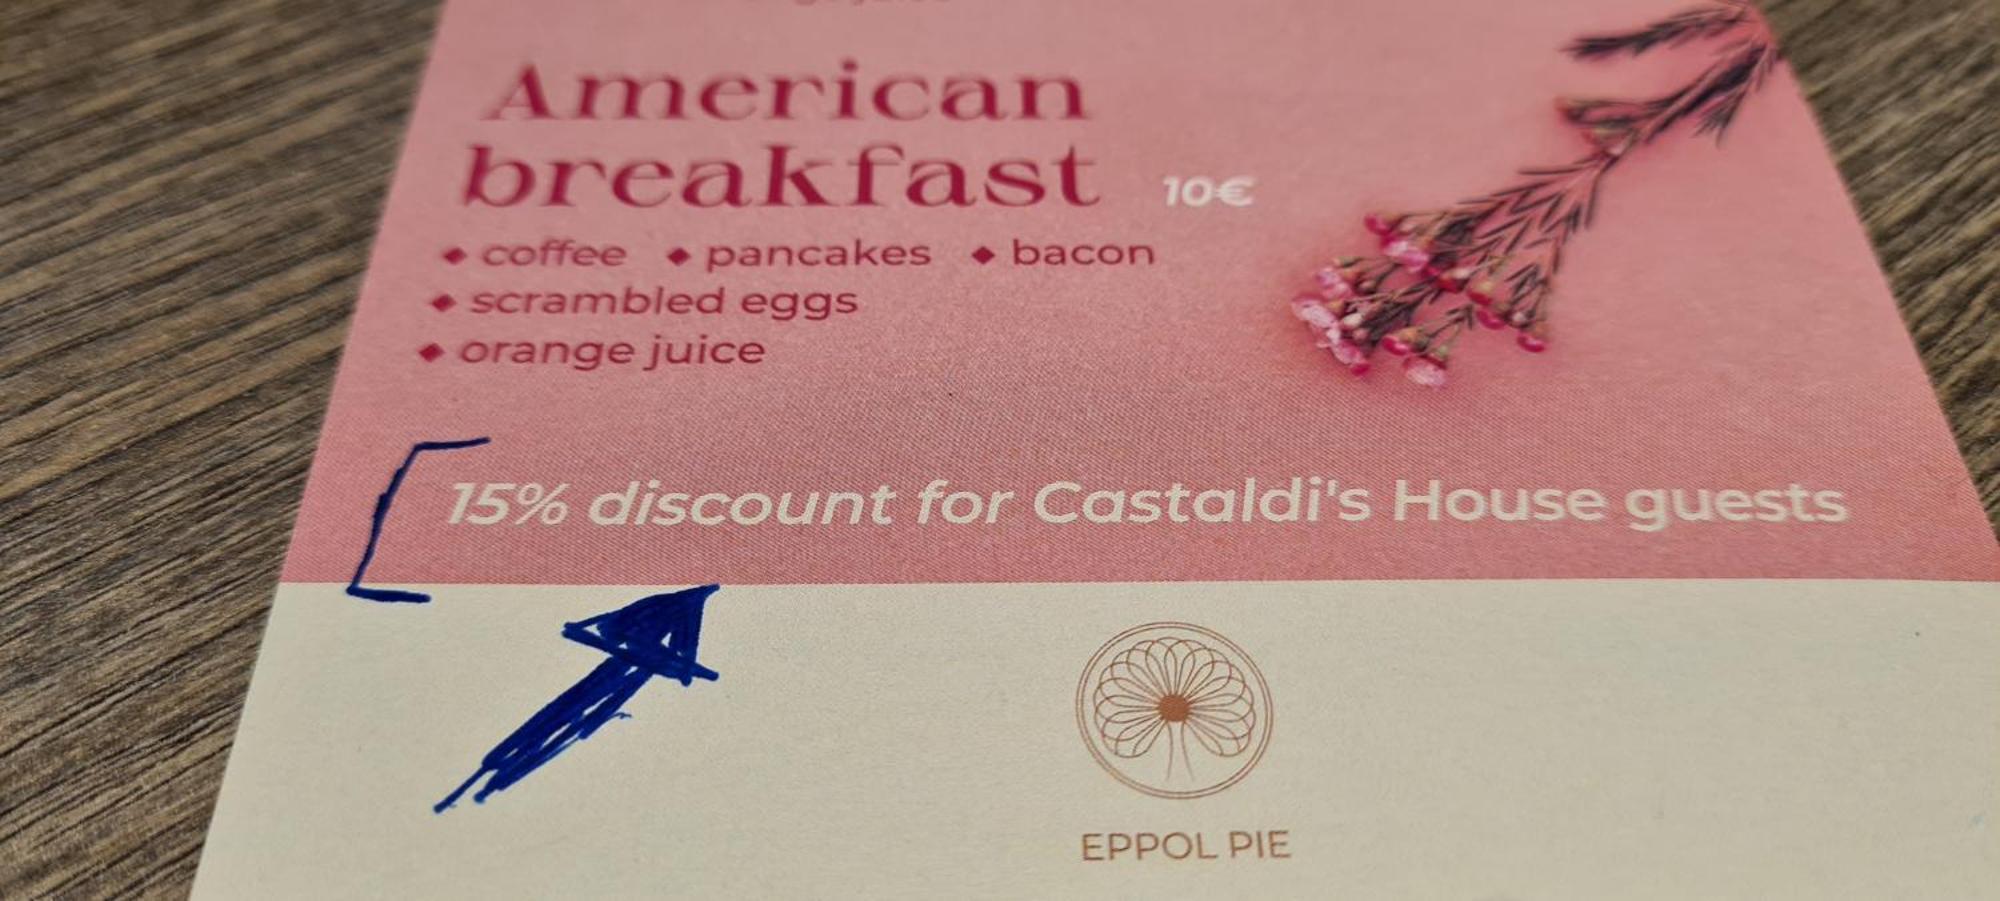 American
breakfast 10€
◆ coffee ◆ pancakes ◆ bacon
◆ scrambled eggs
◆ orange juice
15% discount for Castaldi's House guests
EPPOL PIE